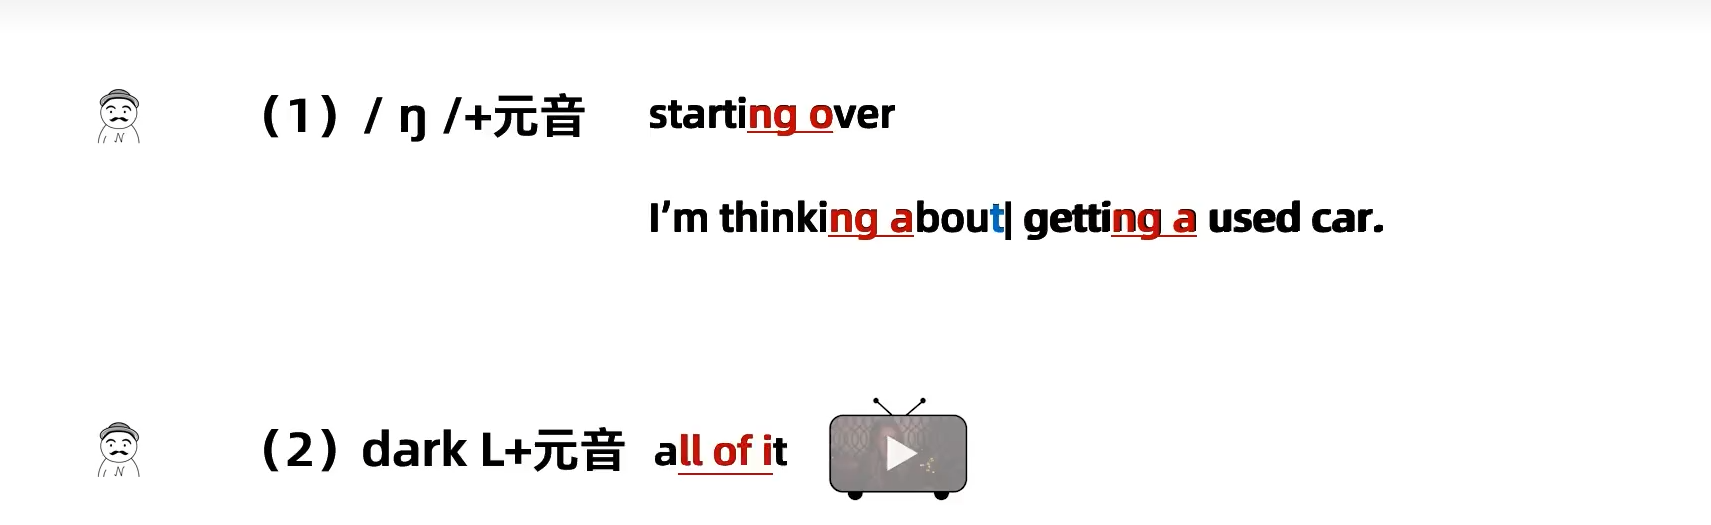 （1）/ ŋ /+元音 starting over
I’m thinking about| getting a used car.
（2）dark L+元音 all of it
N
N